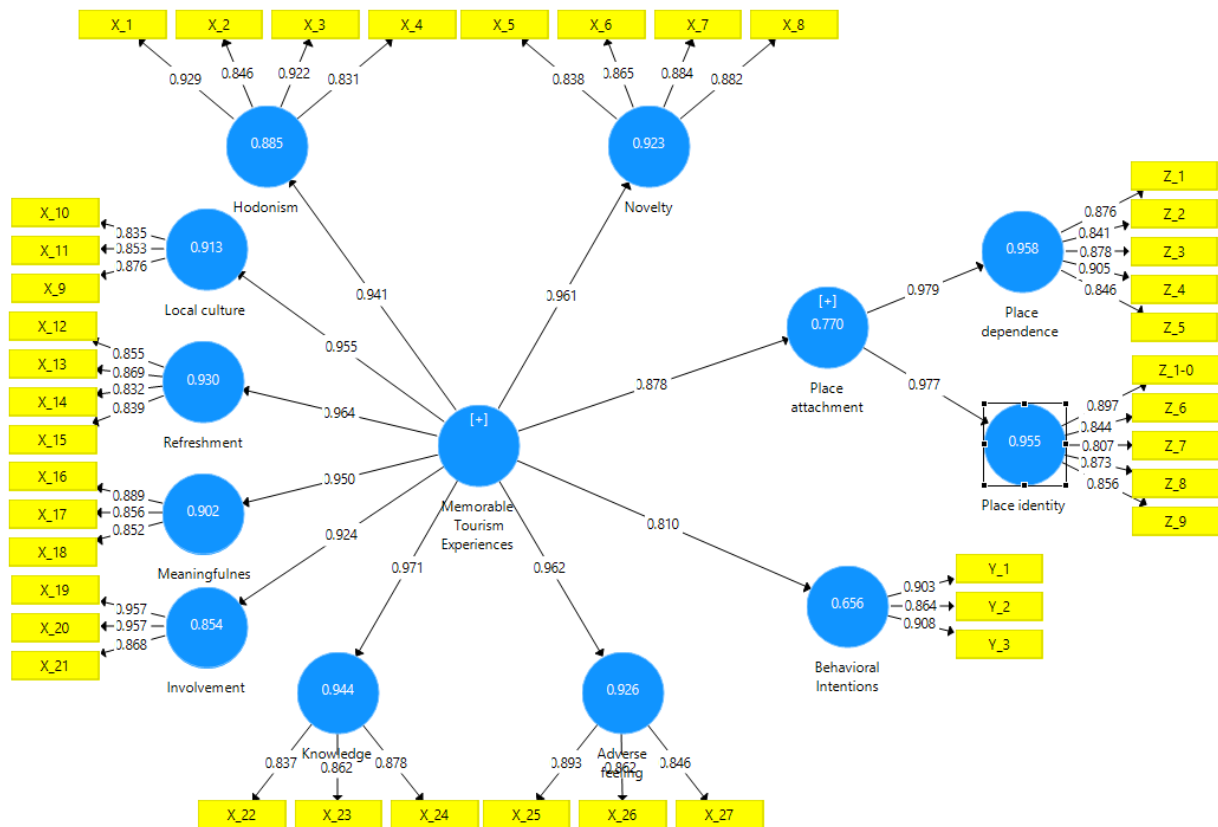 X_1
X_2
X_3
X_4
X_5
X_6
X_7
X_8
0.929
0.846
0.922
0.831
0.838
0.865
0.884
0.882
0.885
Hodonism
0.923
Novelty
X_10
X_11
X_9
0.835
0.853
0.876
0.913
Local culture
X_12
X_13
X_14
X_15
0.855
0.869
0.832
0.839
0.930
Refreshment
X_16
X_17
X_18
0.889
0.856
0.852
0.902
Meaningfulnes
X_19
X_20
X_21
0.957
0.957
0.868
0.854
Involvement
0.941
0.961
0.955
0.964
0.950
0.924
0.971
0.962
0.878
0.810
[+]
Memorable
Tourism
Experiences
[+]
0.770
Place
attachment
0.979
0.977
0.958
Place
dependence
0.876
0.841
0.878
0.905
0.846
Z_1
Z_2
Z_3
Z_4
Z_5
0.955
Place identity
0.897
0.844
0.807
0.873
0.856
Z_1-0
Z_6
Z_7
Z_8
Z_9
0.656
Behavioral
Intentions
0.903
0.864
0.908
Y_1
Y_2
Y_3
0.944
Knowledge
0.837
0.862
0.878
X_22
X_23
X_24
0.926
Adverse
feeling
0.893
0.862
0.846
X_25
X_26
X_27